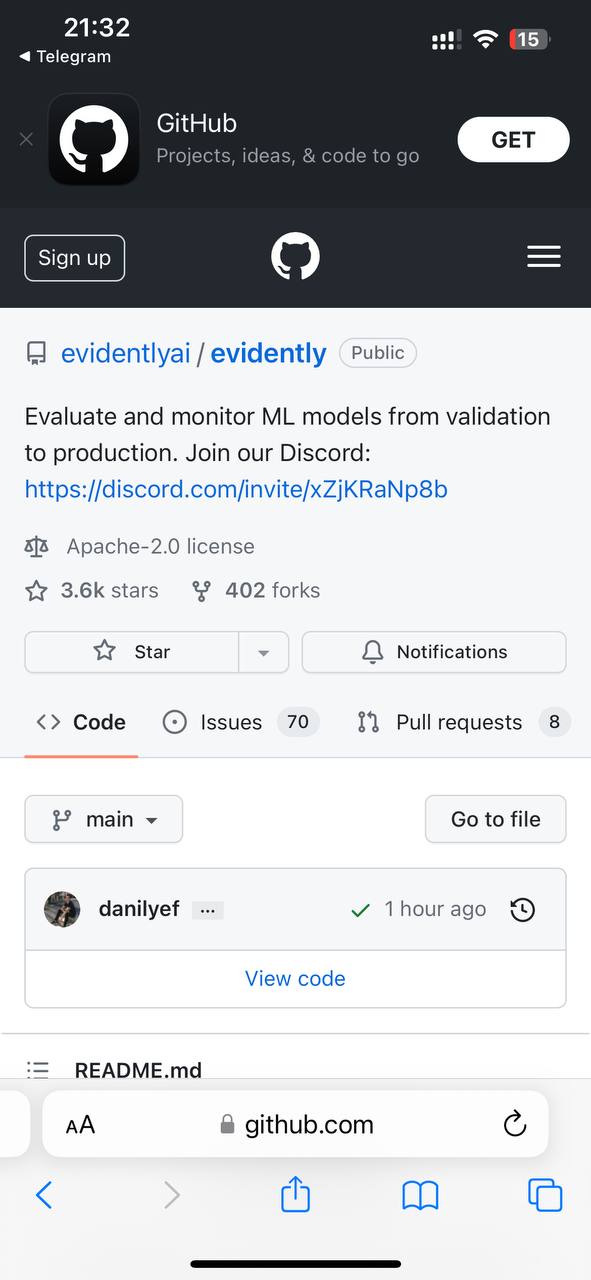 21:32
15
◀ Telegram
GitHub
Projects, ideas, & code to go
GET
Sign up
evidentlyai / evidently Public
Evaluate and monitor ML models from validation
to production. Join our Discord:
https://discord.com/invite/xZjKRaNp8b
Apache-2.0 license
3.6k stars 402 forks
Star Notifications
Code Issues 70 Pull requests 8
main Go to file
danilyef ... 1 hour ago
View code
README.md
AA github.com